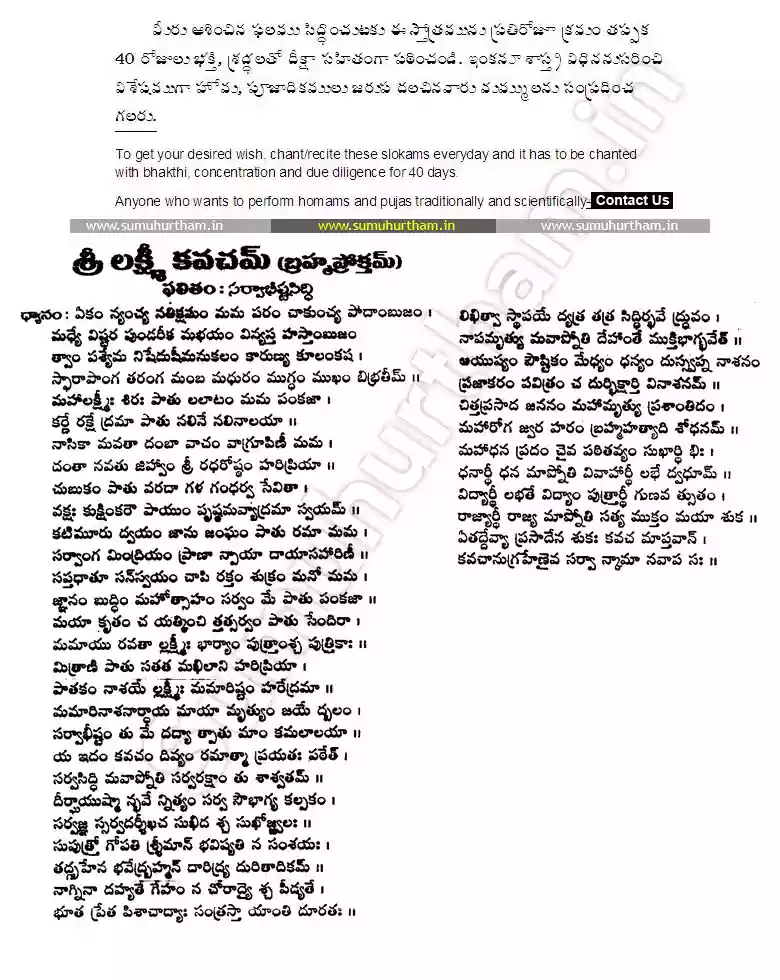 మీరు ఆశించిన ఫలము సిద్ధించుటకు ఈ స్తోత్రమును ప్రతిరోజూ క్రమం తప్పక
40 రోజులు భక్తి, శ్రద్ధలతో దీక్షా సహితంగా పఠించండి. ఇంకనూ శాస్త్ర విధిననుసరించి
విశేషముగా హోమ, పూజాదికములు జరుప దలచినవారు మమ్ములను సంప్రదించ
గలరు.
To get your desired wish, chant/recite these slokams everyday and it has to be chanted
with bhakthi, concentration and due diligence for 40 days.
Anyone who wants to perform homams and pujas traditionally and scientifically- Contact Us
www.sumuhurtham.in www.sumuhurtham.in www.sumuhurtham.in
శ్రీ లక్ష్మీ కవచమ్ (బ్రహ్మప్రోక్తమ్)
ఫలితం : సర్వాభీష్టసిద్ధి
ధ్యానం: ఏకం న్యంచ్య నతిక్షమం మమ పరం చాకుంచ్య పాదాంబుజం ।
మధ్యే విష్టర పుండరీక మభయం విన్యస్త హస్తాంబుజం
త్వాం పశ్యేమ నిషేదుషీమనుకలం కారుణ్య కూలంకష ।
స్ఫారాపాంగ తరంగ మంబ మధురం ముగ్ధం ముఖం బిభ్రతీమ్ ॥
మహాలక్ష్మీః శిరః పాతు లలాటం మమ పంకజా ।
కర్ణే రక్షే ద్రమా పాతు నలినే నలినాలయా ।
నాసికా మవతా దంబా వాచం వాగ్రూపిణీ మమ ।
దంతా నవతు జిహ్వాం శ్రీ రధరోష్ఠం హరిప్రియా ॥
చుబుకం పాతు వరదా గళ గంధర్వ సేవితా ।
వక్షః కుక్షింకరౌ పాయుం పృష్ఠమవ్యాద్రమా స్వయమ్ ॥
కటిమూరు ద్వయం జాను జంఘం పాతు రమా మమ ।
సర్వాంగ మింద్రియం ప్రాణా న్పాయా దాయాసహారిణీ ॥
సప్తధాతూ న్స్వయం చాపి రక్తం శుక్రం మనో మమ ।
జ్ఞానం బుద్ధిం మహోత్సాహం సర్వం మే పాతు పంకజా ॥
మయా కృతం చ యత్కించి త్తత్సర్వం పాతు సేందిరా ।
మమాయు రవతా ల్లక్ష్మీః భార్యాం పుత్రాంశ్చ పుత్రికాః ॥
మిత్రాణి పాతు సతత మఖిలాని హరిప్రియా ।
పాతకం నాశయే ల్లక్ష్మీః మమారిష్టం హరేద్రమా ॥
మమారినాశనార్థాయ మాయా మృత్యుం జయే ద్బలం ।
సర్వాభీష్టం తు మే దద్యా త్పాతు మాం కమలాలయా ॥
య ఇదం కవచం దివ్యం రమాత్మా ప్రయతః పఠేత్ ।
సర్వసిద్ధి మవాప్నోతి సర్వరక్షాం తు శాశ్వతమ్ ॥
దీర్ఘాయుష్మా న్భవే న్నిత్యం సర్వ సౌభాగ్య కల్పకం ।
సర్వజ్ఞ స్సర్వదర్శీఖచ సుఖిద శ్చ సుఖోజ్జ్వలః ॥
సుపుత్రో గోపతి శ్శ్రీమాన్ భవిష్యతి న సంశయః ।
తద్గృహేన భవేద్బ్రహ్మన్ దారిద్ర్య దురితాదికమ్ ॥
నాగ్నినా దహ్యతే గేహం న చోరాద్యై శ్చ పీడ్యతే ।
భూత ప్రేత పిశాచాద్యాః సంత్రస్తా యాంతి దూరతః ॥
లిఖిత్వా స్థాపయే ద్యత్ర తత్ర సిద్ధిర్భవే ద్ధ్రువం ।
నాపమృత్యు మవాప్నోతి దేహాంతే ముక్తిభాగ్భవేత్ ॥
ఆయుష్యం పౌష్టికం మేధ్యం ధన్యం దుస్స్వప్న నాశనం
ప్రజాకరం పవిత్రం చ దుర్భిక్షార్తి వినాశనమ్ ॥
చిత్తప్రసాద జననం మహామృత్యు ప్రశాంతిదం ।
మహారోగ జ్వర హరం బ్రహ్మహత్యాది శోధనమ్ ॥
మహాధన ప్రదం చైవ పఠితవ్యం సుఖార్థి భిః ।
ధనార్థీ ధన మాప్నోతి వివాహార్థీ లభే ద్వధూమ్ ॥
విద్యార్థీ లభతే విద్యాం పుత్రార్థీ గుణవ త్సుతం ।
రాజ్యార్థీ రాజ్య మాప్నోతి సత్య ముక్తం మయా శుక ॥
ఏతద్దేవ్యా ప్రసాదేన శుకః కవచ మాప్తవాన్ ।
కవచానుగ్రహేణైవ సర్వా న్కామా నవాప సః ॥
sumuhurtham.in